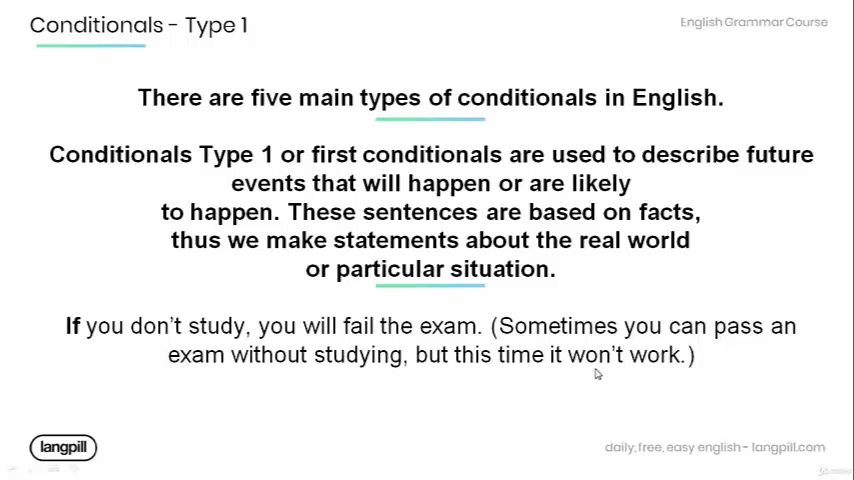 Conditionals - Type 1
English Grammar Course
There are five main types of conditionals in English.
Conditionals Type 1 or first conditionals are used to describe future
events that will happen or are likely
to happen. These sentences are based on facts,
thus we make statements about the real world
or particular situation.
If you don't study, you will fail the exam. (Sometimes you can pass an
exam without studying, but this time it won't work.)
langpill
daily, free, easy english - langpill.com